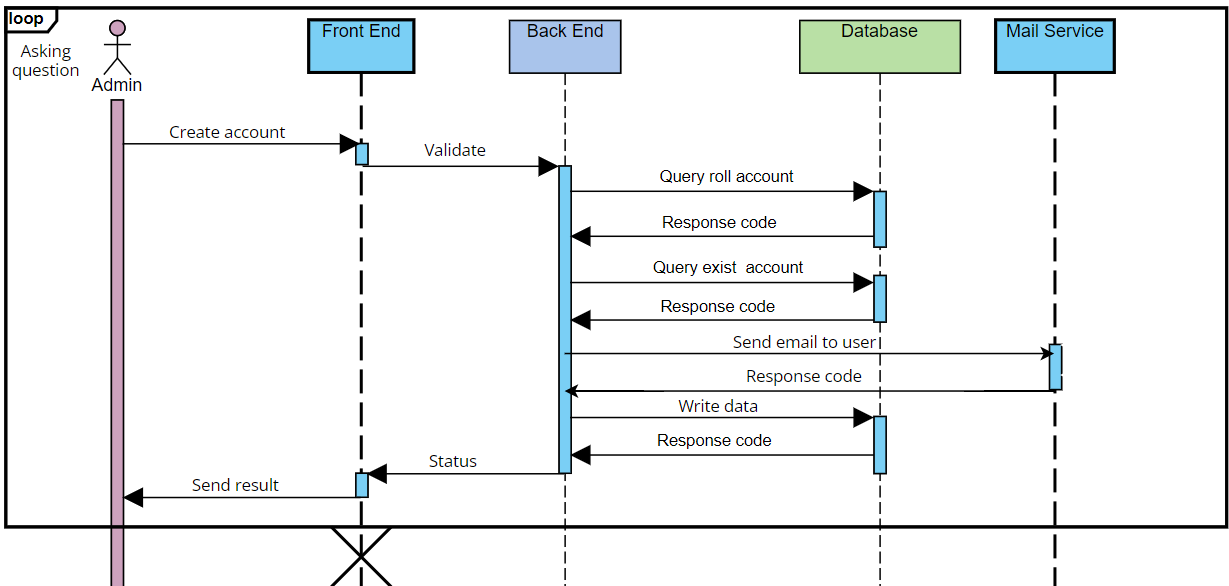 loop
Asking
question
Admin
Front End
Back End
Database
Mail Service
Create account
Validate
Query roll account
Response code
Query exist  account
Response code
Send email to user
Response code
Write data
Response code
Status
Send result